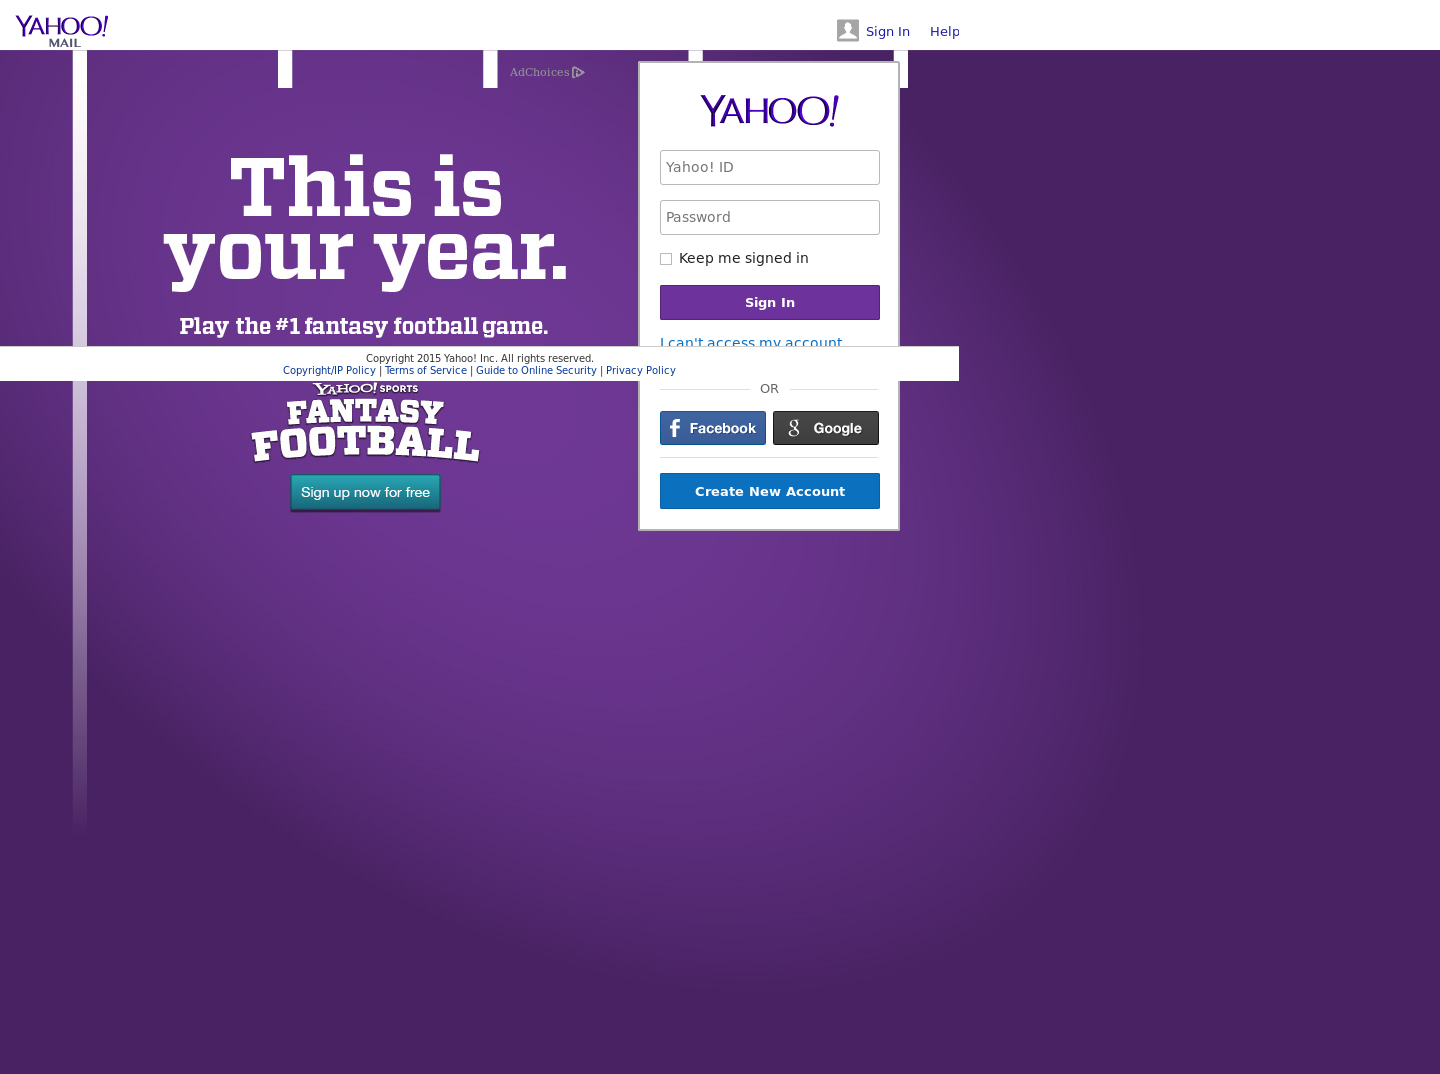 YAHOO!
MAIL
Sign In
Help
AdChoices
This is
your year.
Play the #1 fantasy football game.
YAHOO! SPORTS
FANTASY
FOOTBALL
Sign up now for free
YAHOO!
Yahoo! ID
Password
Keep me signed in
Sign In
I can't access my account
OR
Facebook
Google
Create New Account
Copyright 2015 Yahoo! Inc. All rights reserved.
Copyright/IP Policy | Terms of Service | Guide to Online Security | Privacy Policy